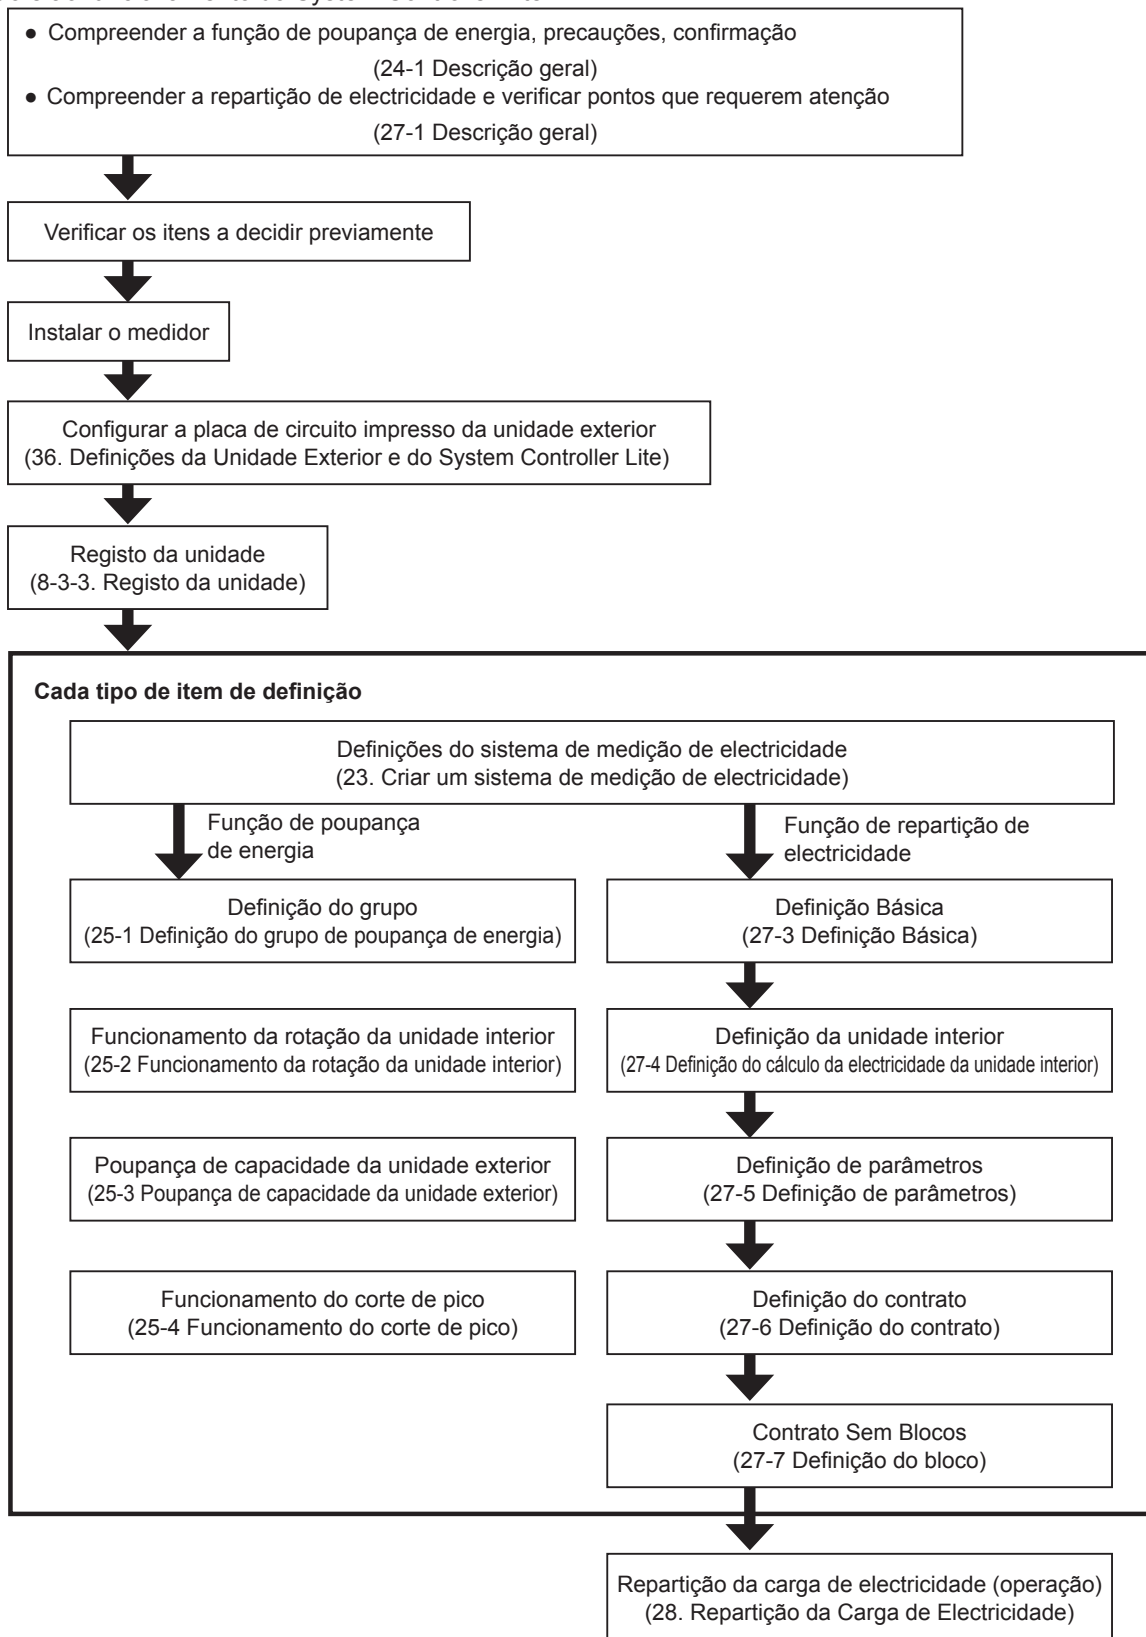 ● Compreender a função de poupança de energia, precauções, confirmação
(24-1 Descrição geral)
● Compreender a repartição de electricidade e verificar pontos que requerem atenção
(27-1 Descrição geral)
Verificar os itens a decidir previamente
Instalar o medidor
Configurar a placa de circuito impresso da unidade exterior
(36. Definições da Unidade Exterior e do System Controller Lite)
Registo da unidade
(8-3-3. Registo da unidade)
Cada tipo de item de definição
Definições do sistema de medição de electricidade
(23. Criar um sistema de medição de electricidade)
Função de poupança
de energia
Função de repartição de
electricidade
Definição do grupo
(25-1 Definição do grupo de poupança de energia)
Definição Básica
(27-3 Definição Básica)
Funcionamento da rotação da unidade interior
(25-2 Funcionamento da rotação da unidade interior)
Definição da unidade interior
(27-4 Definição do cálculo da electricidade da unidade interior)
Poupança de capacidade da unidade exterior
(25-3 Poupança de capacidade da unidade exterior)
Definição de parâmetros
(27-5 Definição de parâmetros)
Funcionamento do corte de pico
(25-4 Funcionamento do corte de pico)
Definição do contrato
(27-6 Definição do contrato)
Contrato Sem Blocos
(27-7 Definição do bloco)
Repartição da carga de electricidade (operação)
(28. Repartição da Carga de Electricidade)